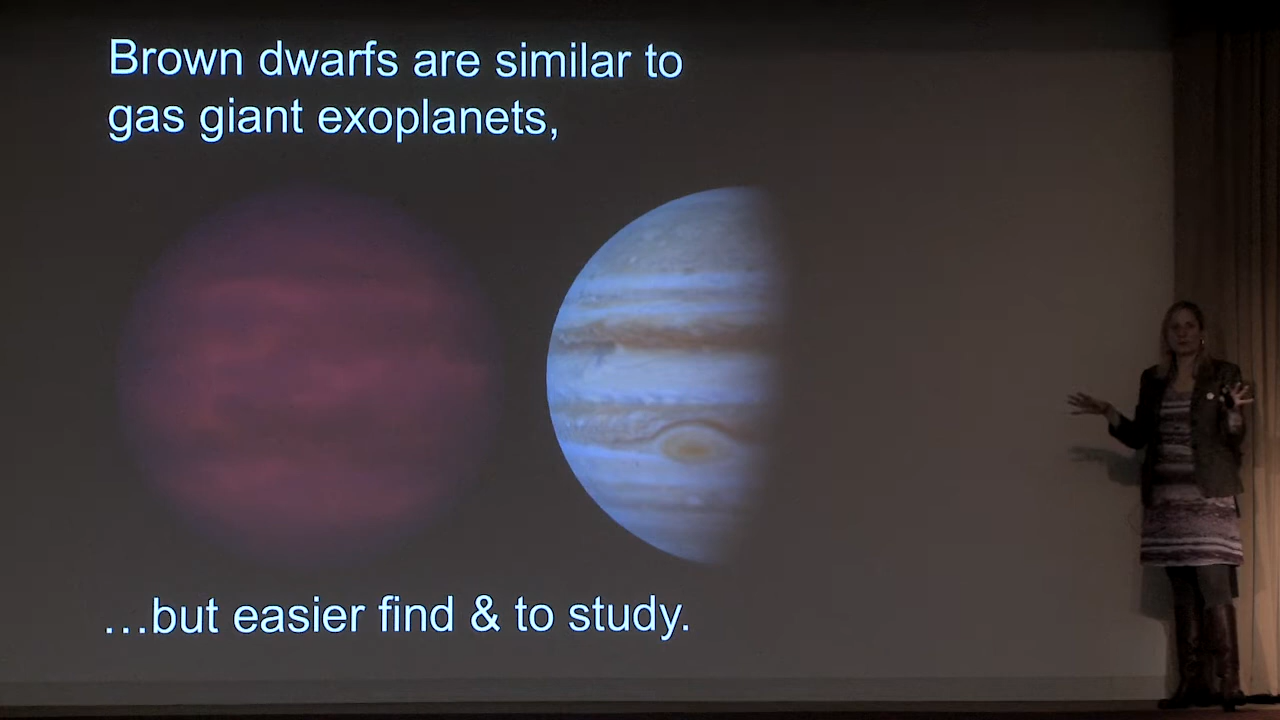 Brown dwarfs are similar to
gas giant exoplanets,
...but easier find & to study.